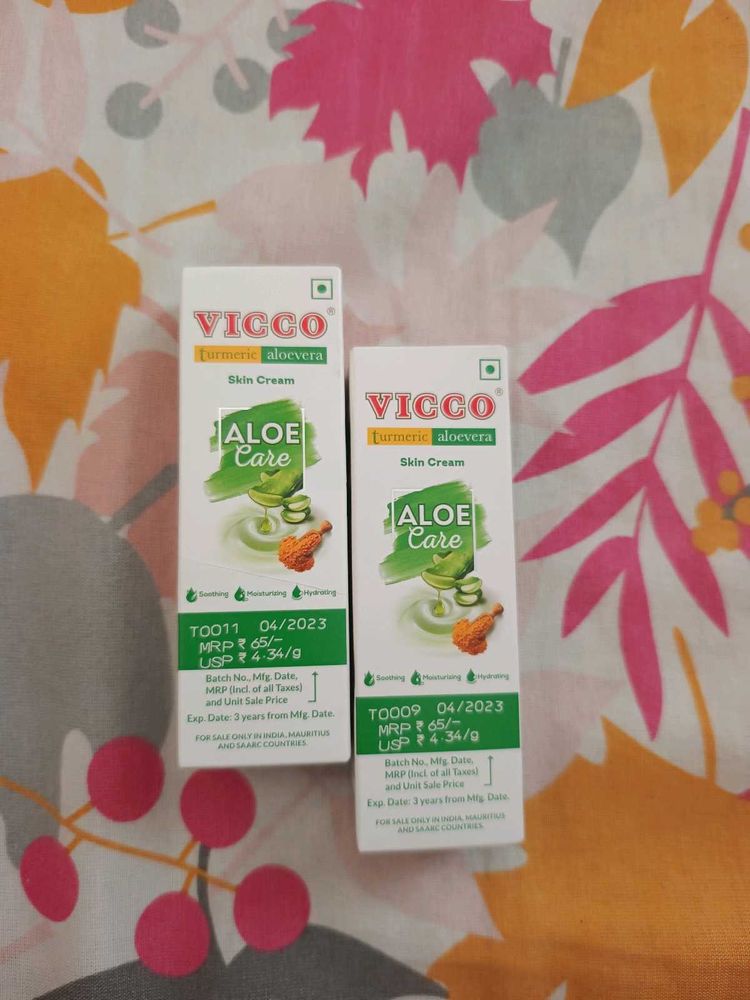 VICCO®
turmeric aloevera
Skin Cream
ALOE
Care
Soothing Moisturizing Hydrating
T0011 04/2023
MRP ₹ 65/-
USP ₹ 4.34/g
Batch No., Mfg. Date,
MRP (Incl. of all Taxes)
and Unit Sale Price
Exp. Date: 3 years from Mfg. Date.
FOR SALE ONLY IN INDIA, MAURITIUS
AND SAARC COUNTRIES.
VICCO®
turmeric aloevera
Skin Cream
ALOE
Care
Soothing Moisturizing Hydrating
T0009 04/2023
MRP ₹ 65/-
USP ₹ 4.34/g
Batch No., Mfg. Date,
MRP (Incl. of all Taxes)
and Unit Sale Price
Exp. Date: 3 years from Mfg. Date.
FOR SALE ONLY IN INDIA, MAURITIUS
AND SAARC COUNTRIES.